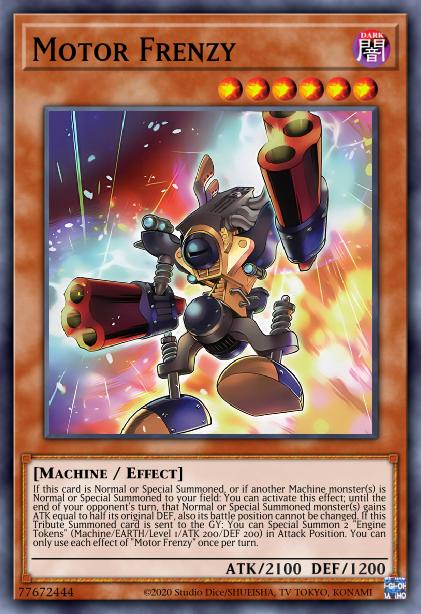 MOTOR FRENZY
DARK
闇
[MACHINE / EFFECT]
If this card is Normal or Special Summoned, or if another Machine monster(s) is
Normal or Special Summoned to your field: You can activate this effect; until the
end of your opponent's turn, that Normal or Special Summoned monster(s) gains
ATK equal to half its original DEF, also its battle position cannot be changed. If this
Tribute Summoned card is sent to the GY: You can Special Summon 2 "Engine
Tokens" (Machine/EARTH/Level 1/ATK 200/DEF 200) in Attack Position. You can
only use each effect of "Motor Frenzy" once per turn.
ATK/2100 DEF/1200
77672444 ©2020 Studio Dice/SHUEISHA, TV TOKYO, KONAMI